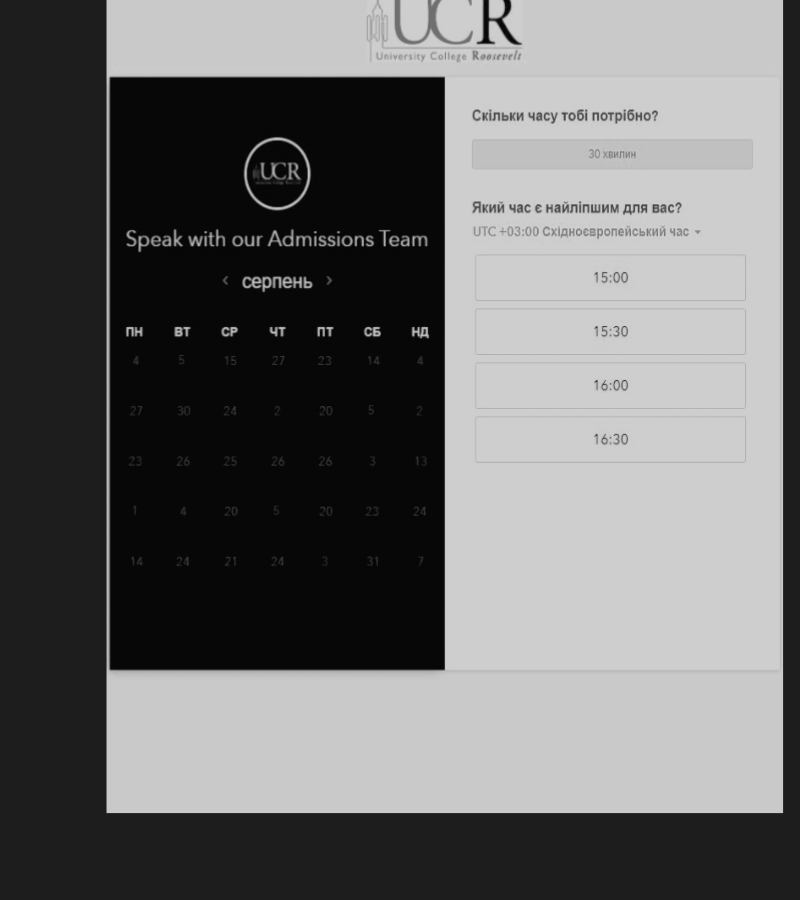 UCR
University College Roosevelt
UCR
Speak with our Admissions Team
< серпень >
ПН ВТ СР ЧТ ПТ СБ НД
4 5 15 27 23 14 4
27 30 24 2 20 5 2
23 26 25 26 26 3 13
1 4 20 5 20 23 24
14 24 21 24 3 31 7
Скільки часу тобі потрібно?
30 хвилин
Який час є найліпшим для вас?
UTC +03:00 Східноєвропейський час
15:00
15:30
16:00
16:30